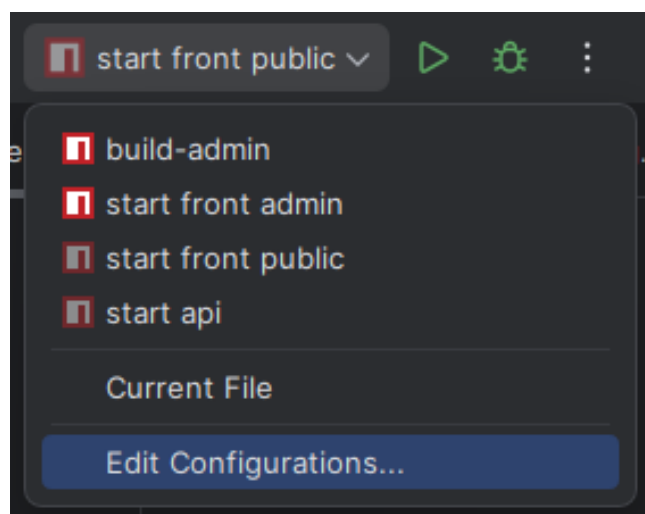 start front public
build-admin
start front admin
start front public
start api
Current File
Edit Configurations...